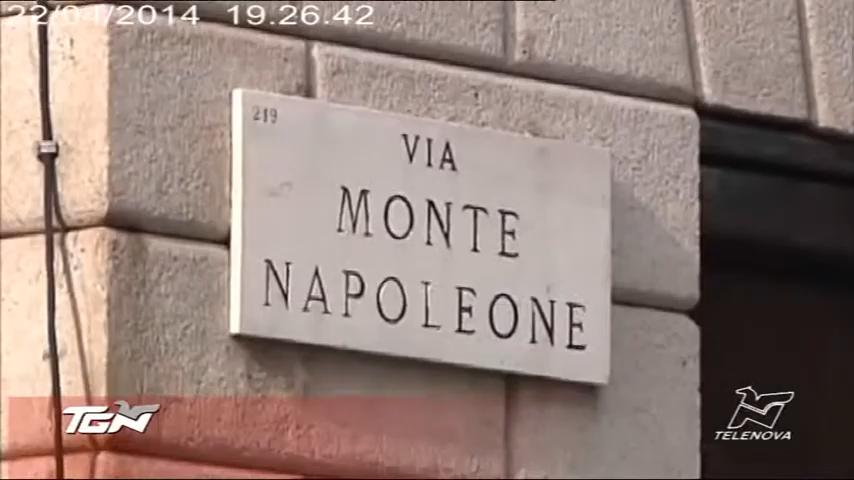 22/04/2014 19.26.42
219
VIA
MONTE
NAPOLEONE
TGN
TELENOVA